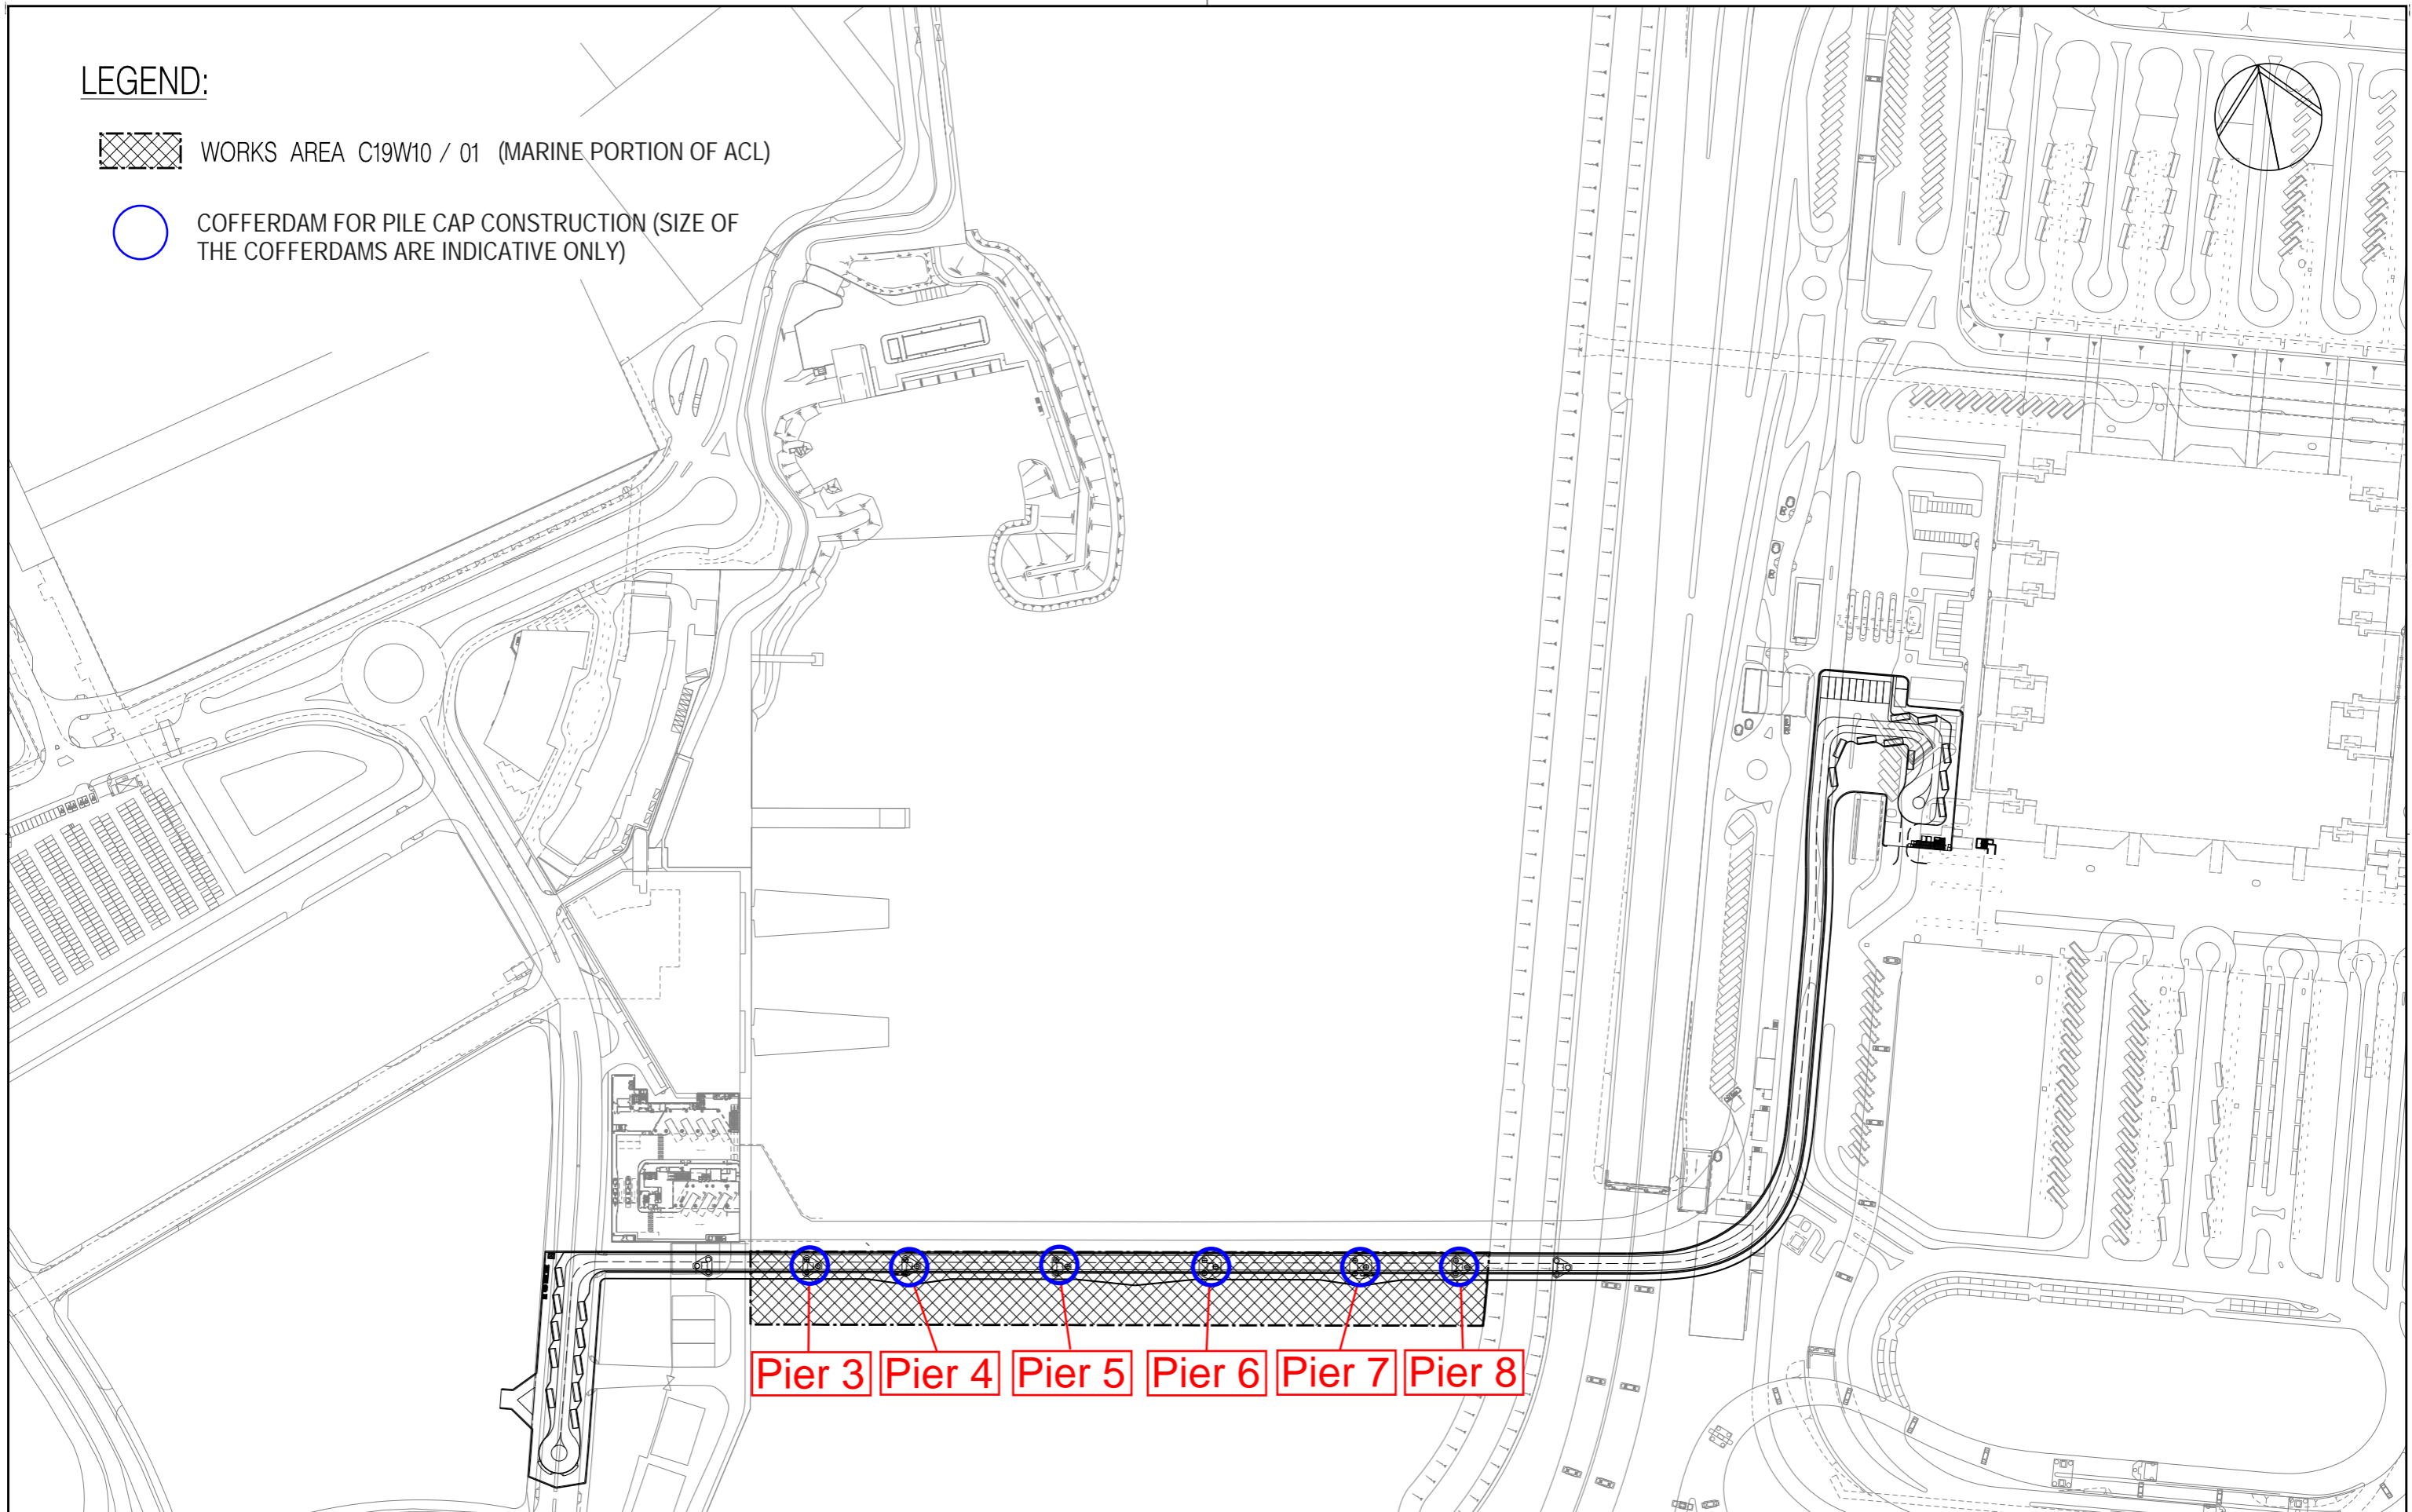 LEGEND:
WORKS AREA C19W10 / 01 (MARINE PORTION OF ACL)
COFFERDAM FOR PILE CAP CONSTRUCTION (SIZE OF
THE COFFERDAMS ARE INDICATIVE ONLY)
Pier 3 Pier 4 Pier 5 Pier 6 Pier 7 Pier 8